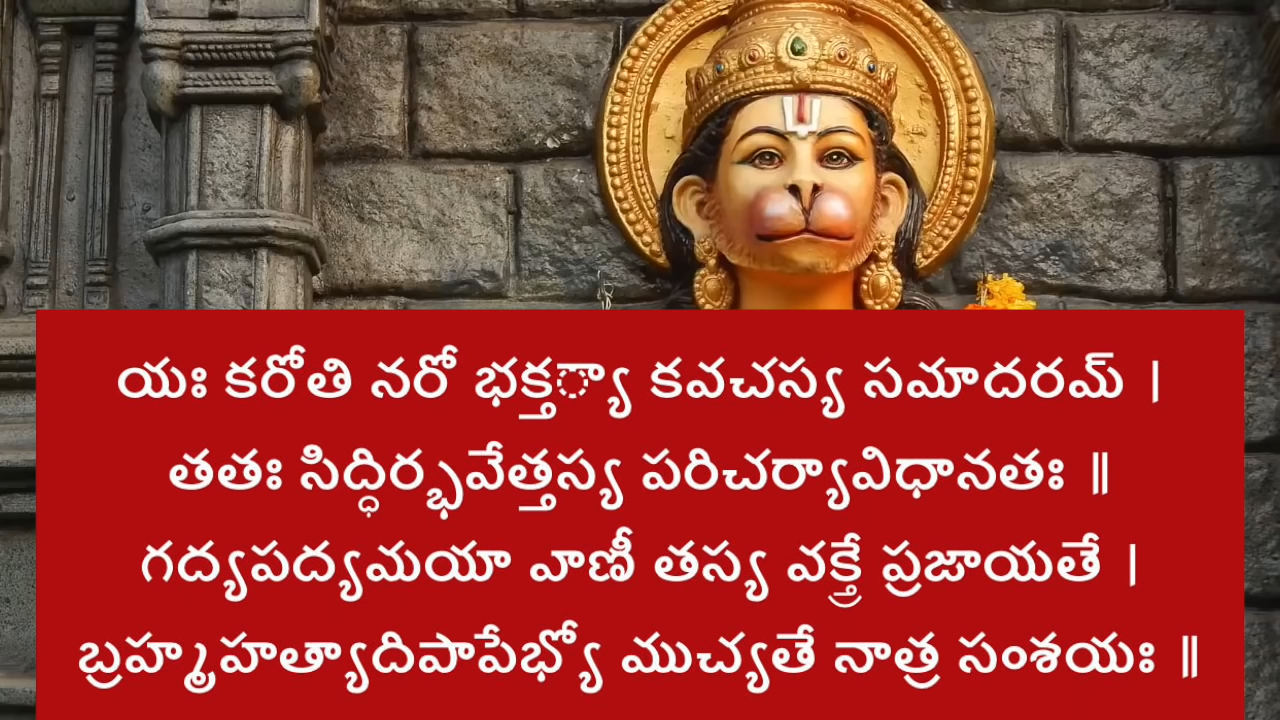 యః కరోతి నరో భక్త్యా కవచస్య సమాదరమ్ ।
తతః సిద్ధిర్భవేత్తస్య పరిచర్యావిధానతః ॥
గద్యపద్యమయా వాణీ తస్య వక్త్రే ప్రజాయతే ।
బ్రహ్మహత్యాదిపాపేభ్యో ముచ్యతే నాత్ర సంశయః ॥